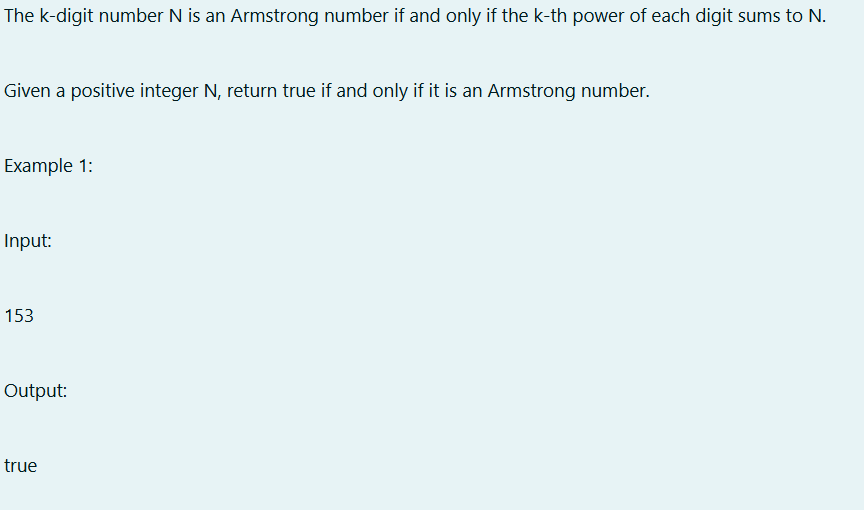 The k-digit number N is an Armstrong number if and only if the k-th power of each digit sums to N.
Given a positive integer N, return true if and only if it is an Armstrong number.
Example 1:
Input:
153
Output:
true